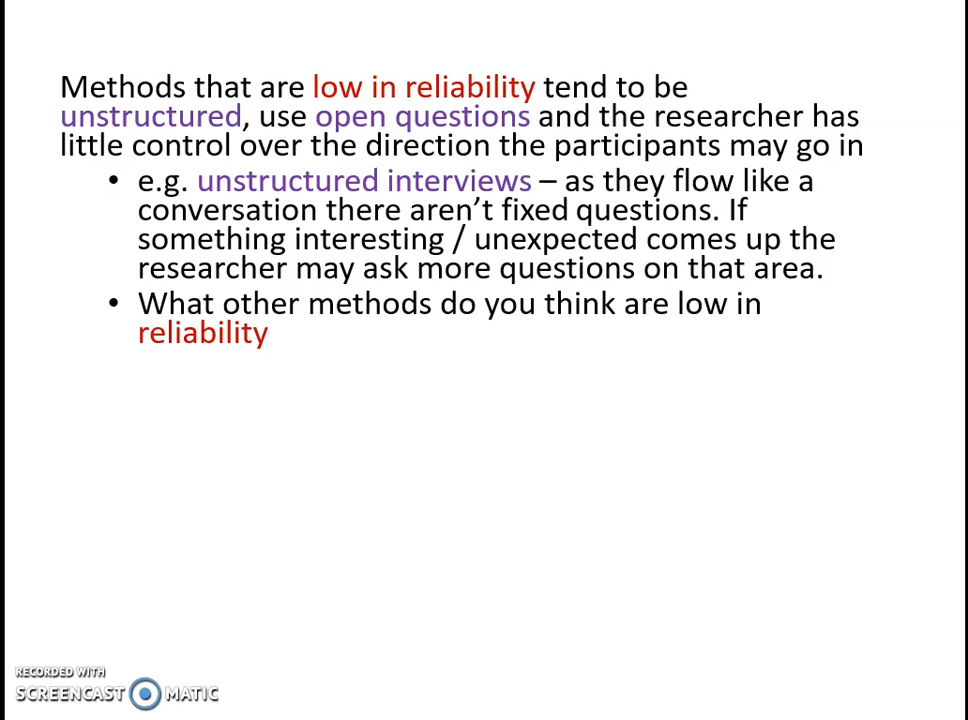 Methods that are low in reliability tend to be
unstructured, use open questions and the researcher has
little control over the direction the participants may go in
• e.g. unstructured interviews – as they flow like a
conversation there aren't fixed questions. If
something interesting / unexpected comes up the
researcher may ask more questions on that area.
• What other methods do you think are low in
reliability
RECORDED WITH
SCREENCAST MATIC